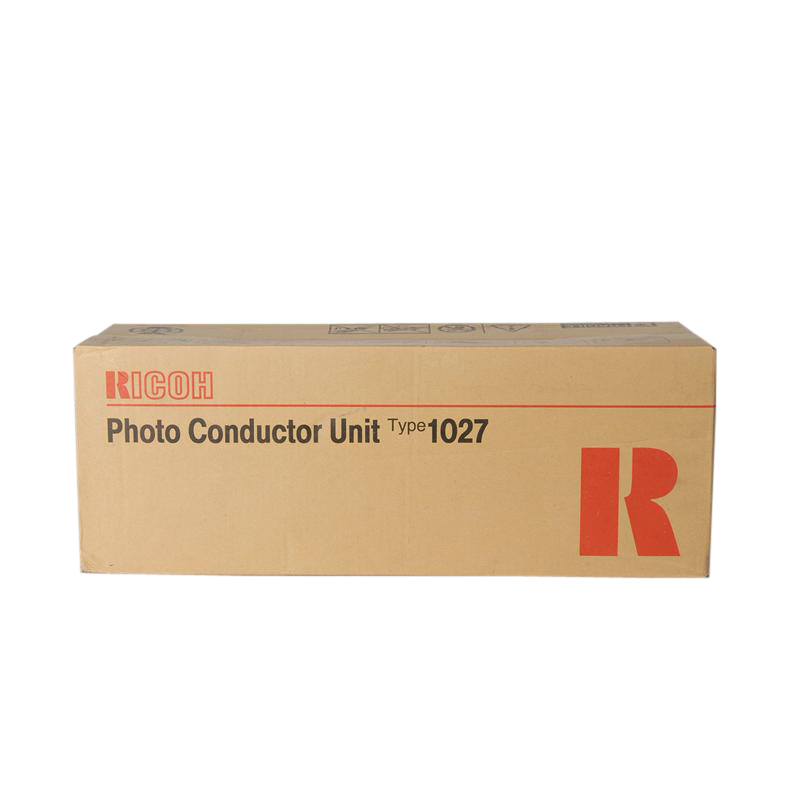 RICOH
Photo Conductor Unit Type 1027
R